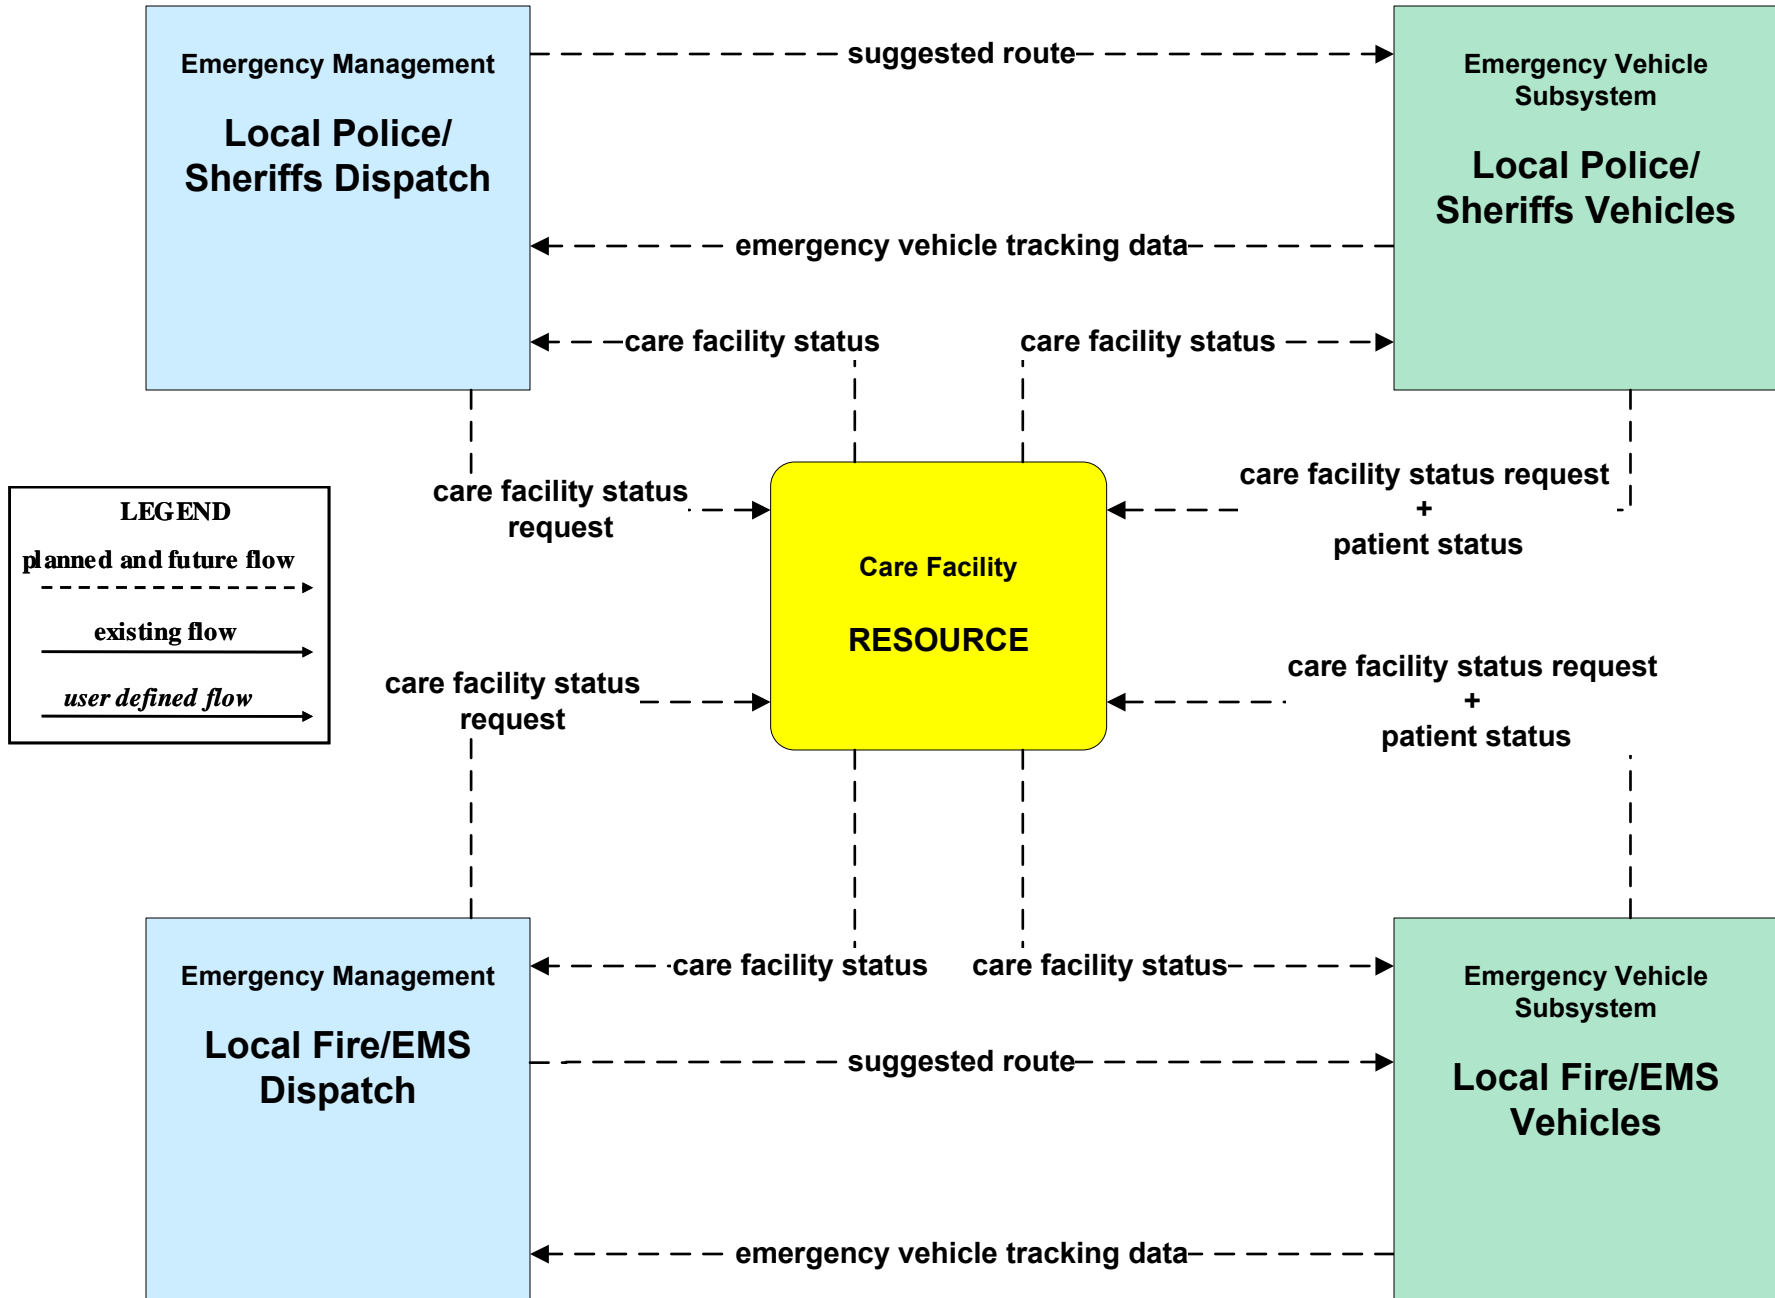 Emergency Management
Local Police/
Sheriffs Dispatch
suggested route
Emergency Vehicle
Subsystem
Local Police/
Sheriffs Vehicles
emergency vehicle tracking data
care facility status
care facility status
care facility status
request
care facility status request
+
patient status
LEGEND
planned and future flow
existing flow
user defined flow
Care Facility
RESOURCE
care facility status
request
care facility status request
+
patient status
care facility status
care facility status
Emergency Management
Local Fire/EMS
Dispatch
suggested route
Emergency Vehicle
Subsystem
Local Fire/EMS
Vehicles
emergency vehicle tracking data